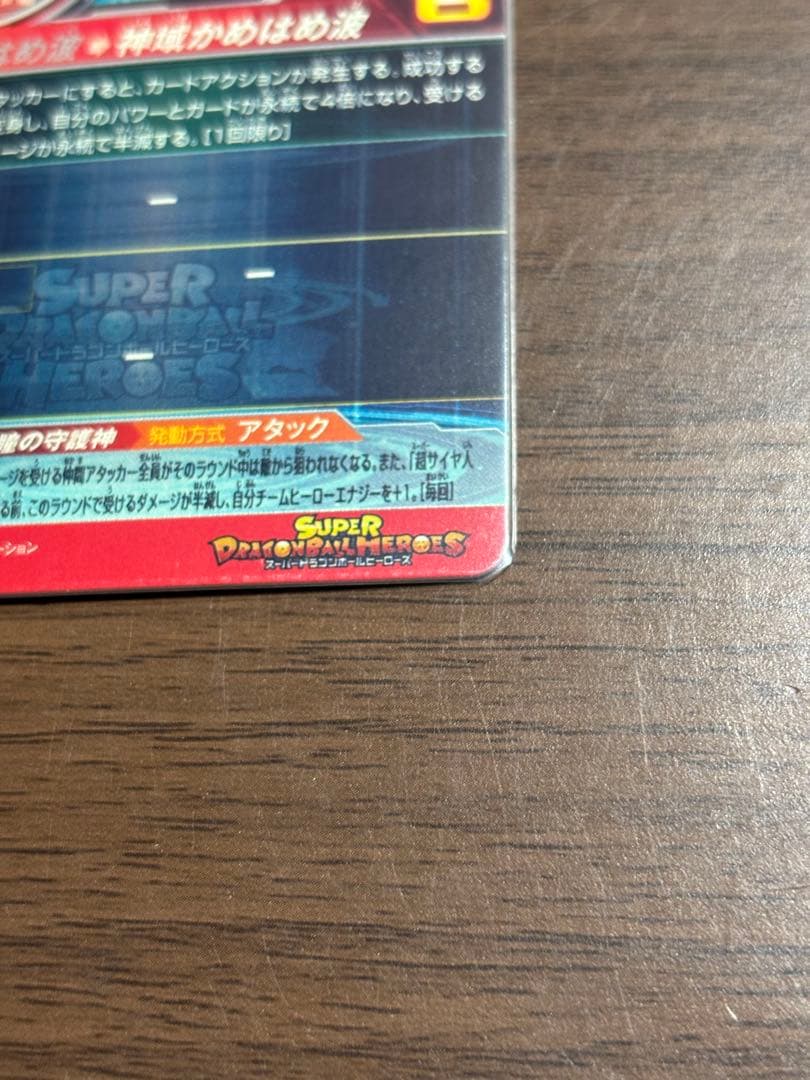 はめ波 神域かめはめ波
タッカーにすると、カードアクションが発生する。成功する
身し、自分のパワーとカードが永続で4倍になり、受ける
ージが永続で半減する。[1回限り]
SUPER
DRAGONBALL
スーパードラゴンボールヒーローズ
HEROES
瞳の守護神 発動方式 アタック
ージを受ける仲間アタッカー全員がそのラウンド中は敵から狙われなくなる。また、「超サイヤ人
る前、このラウンドで受けるダメージが半減し、自分チームヒーローエナジーを+1。[毎回]
ーション
SUPER
DRAGONBALL HEROES
スーパードラゴンボールヒーローズ